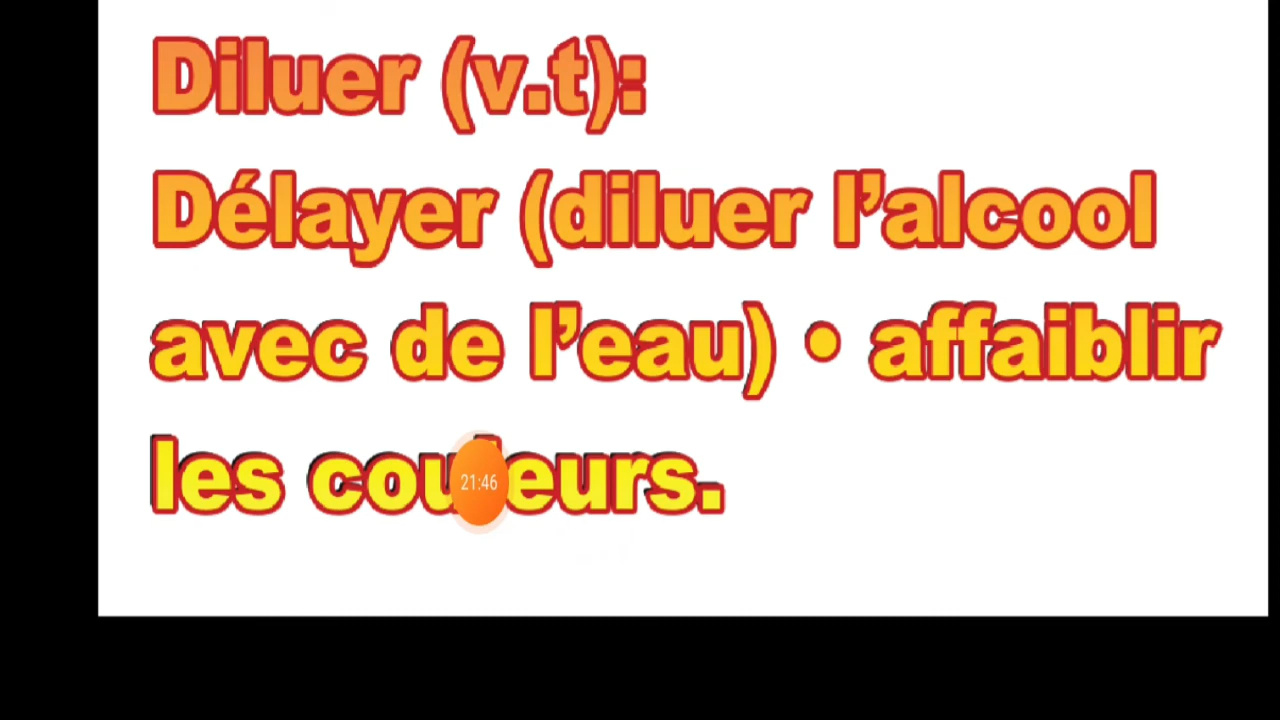 Diluer (v.t):
Délayer (diluer l’alcool
avec de l’eau) • affaiblir
les couleurs.
21:46